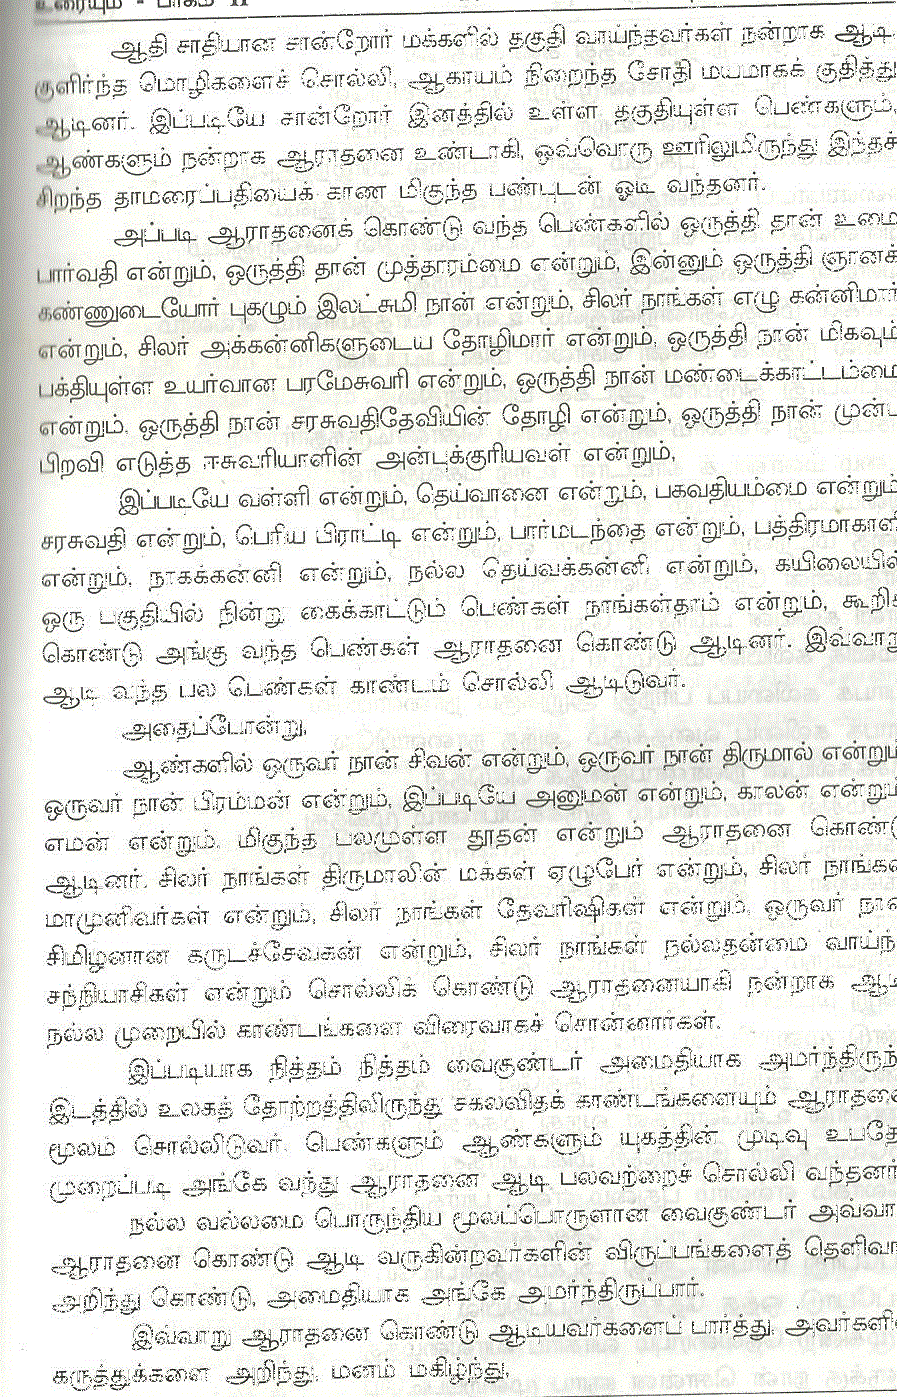 உரையும் - பாகம் II
ஆதி சாதியான சான்றோர் மக்களில் தகுதி வாய்ந்தவர்கள் நன்றாக ஆடி,
குளிர்ந்த மொழிகளைச் சொல்லி, ஆகாயம் நிறைந்த சோதி மயமாகக் குதித்து
ஆடினர். இப்படியே சான்றோர் இனத்தில் உள்ள தகுதியுள்ள பெண்களும்,
ஆண்களும் நன்றாக ஆராதனை உண்டாகி, ஒவ்வொரு ஊரிலுமிருந்து இந்தச்
சிறந்த தாமரைப்பதியைக் காண மிகுந்த பண்புடன் ஓடி வந்தனர்.
அப்படி ஆராதனைக் கொண்டு வந்த பெண்களில் ஒருத்தி தான் உமை
பார்வதி என்றும், ஒருத்தி தான் முத்தாரம்மை என்றும், இன்னும் ஒருத்தி ஞானக்
கண்ணுடையோர் புகழும் இலட்சுமி நான் என்றும், சிலர் நாங்கள் எழு கன்னிமார்
என்றும், சிலர் அக்கன்னிகளுடைய தோழிமார் என்றும், ஒருத்தி நான் மிகவும்
பக்தியுள்ள உயர்வான பரமேசுவரி என்றும், ஒருத்தி நான் மண்டைக்காட்டம்மை
என்றும், ஒருத்தி நான் சரசுவதிதேவியின் தோழி என்றும், ஒருத்தி நான் முன்பு
பிறவி எடுத்த ஈசுவரியாளின் அன்புக்குரியவள் என்றும்,
இப்படியே வள்ளி என்றும், தெய்வானை என்றும், பகவதியம்மை என்றும்
சரசுவதி என்றும், பெரிய பிராட்டி என்றும், பார்மடந்தை என்றும், பத்திரமாகாளி
என்றும், நாகக்கன்னி என்றும், நல்ல தெய்வக்கன்னி என்றும், கயிலையில்
ஒரு பகுதியில் நின்று கைக்காட்டும் பெண்கள் நாங்கள்தாம் என்றும், கூறிக்
கொண்டு அங்கு வந்த பெண்கள் ஆராதனை கொண்டு ஆடினர். இவ்வாறு
ஆடி வந்த பல பெண்கள் காண்டம் சொல்லி ஆடிடுவர்.
அதைப்போன்று,
ஆண்களில் ஒருவர் நான் சிவன் என்றும், ஒருவர் நான் திருமால் என்றும்
ஒருவர் நான் பிரம்மன் என்றும், இப்படியே அனுமன் என்றும், காலன் என்றும்
எமன் என்றும், மிகுந்த பலமுள்ள தூதன் என்றும் ஆராதனை கொண்டு
ஆடினர். சிலர் நாங்கள் திருமாலின் மக்கள் ஏழுபேர் என்றும், சிலர் நாங்கள்
மாமுனிவர்கள் என்றும், சிலர் நாங்கள் தேவரிஷிகள் என்றும், ஒருவர் நான்
சிமிழனான கருடச்சேவகன் என்றும், சிலர் நாங்கள் நல்லதன்மை வாய்ந்த
சந்நியாசிகள் என்றும் சொல்லிக் கொண்டு ஆராதனையாகி நன்றாக ஆடி
நல்ல முறையில் காண்டங்களை விரைவாகச் சொன்னார்கள்.
இப்படியாக நித்தம் நித்தம் வைகுண்டர் அமைதியாக அமர்ந்திருந்த
இடத்தில் உலகத் தோற்றத்திலிருந்து சகலவிதக் காண்டங்களையும் ஆராதனை
மூலம் சொல்லிடுவர். பெண்களும் ஆண்களும் யுகத்தின் முடிவு உபதே
முறைப்படி அங்கே வந்து ஆராதனை ஆடி பலவற்றைச் சொல்லி வந்தனர்
நல்ல வல்லமை பொருந்திய மூலப்பொருளான வைகுண்டர் அவ்வா
ஆராதனை கொண்டு ஆடி வருகின்றவர்களின் விருப்பங்களைத் தெளிவா
அறிந்து கொண்டு, அமைதியாக அங்கே அமர்ந்திருப்பார்.
இவ்வாறு ஆராதனை கொண்டு ஆடியவர்களைப் பார்த்து, அவர்களின்
கருத்துக்களை அறிந்து, மனம் மகிழ்ந்து,